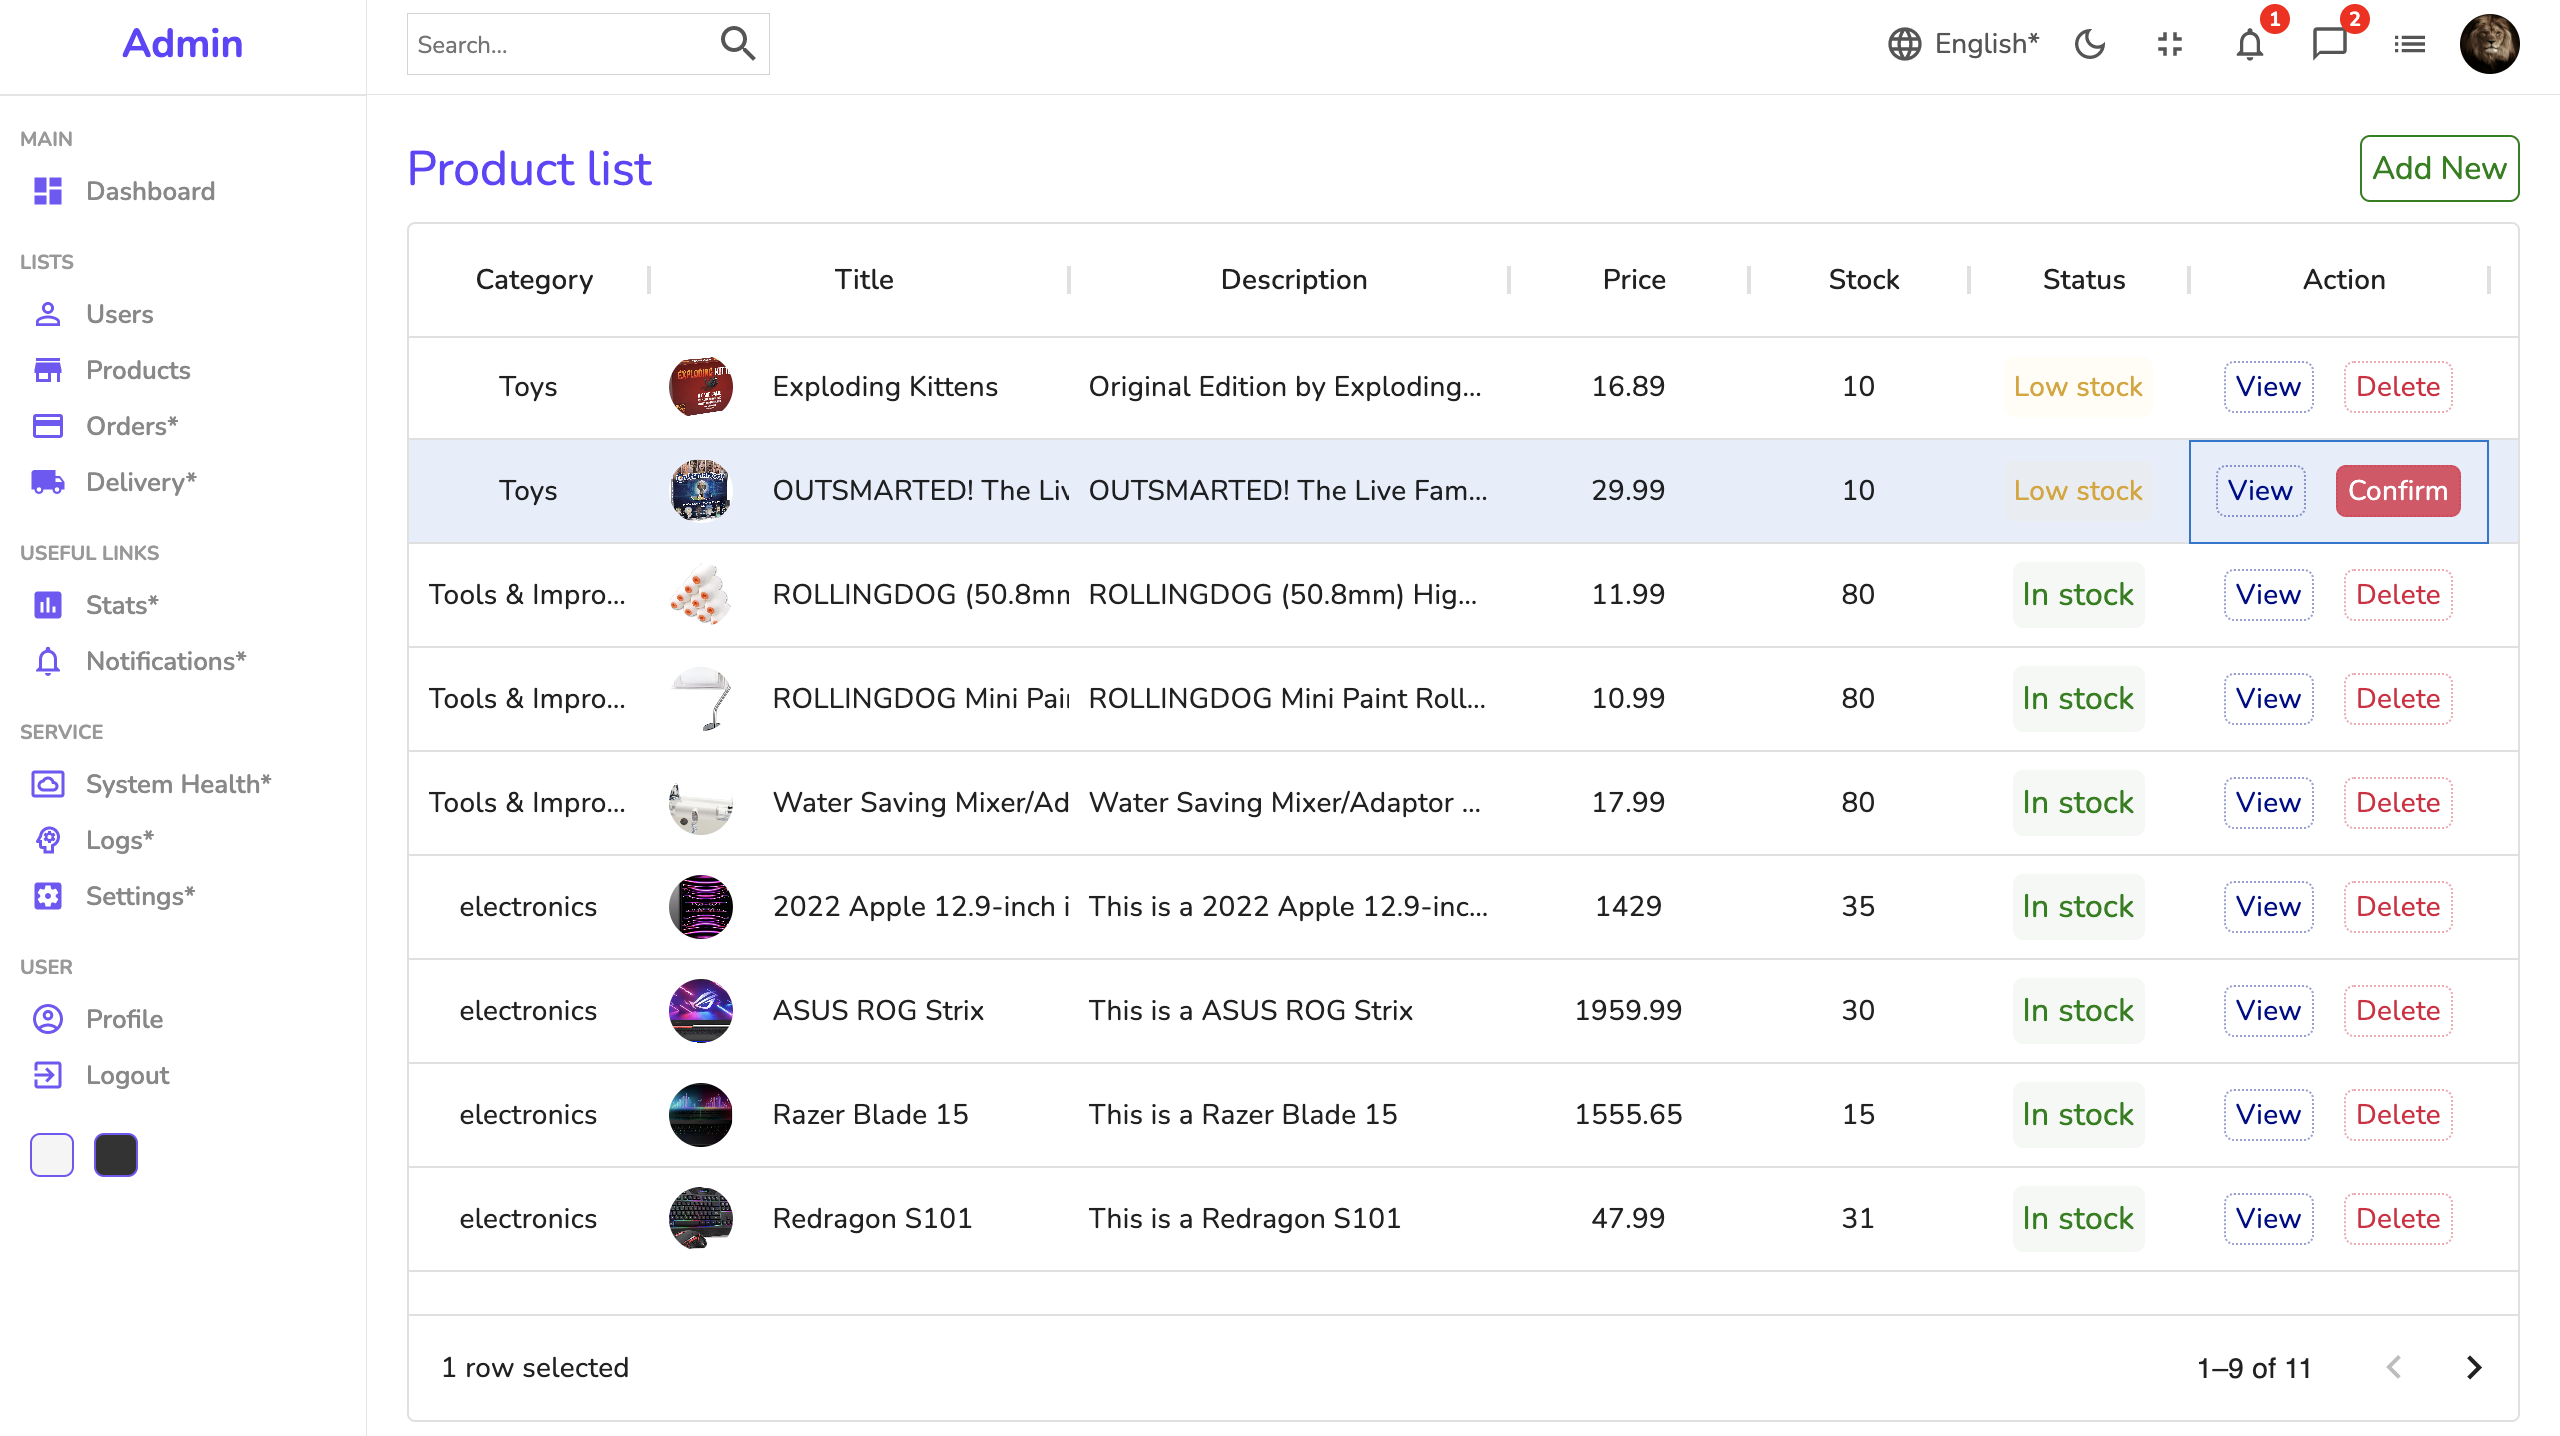 Admin
Search...
English*
1
2
MAIN
Dashboard
LISTS
Users
Products
Orders*
Delivery*
USEFUL LINKS
Stats*
Notifications*
SERVICE
System Health*
Logs*
Settings*
USER
Profile
Logout
Product list
Add New
Category Title Description Price Stock Status Action
Toys Exploding Kittens Original Edition by Exploding... 16.89 10 Low stock View Delete
Toys OUTSMARTED! The Liv OUTSMARTED! The Live Fam... 29.99 10 Low stock View Confirm
Tools & Impro... ROLLINGDOG (50.8mm ROLLINGDOG (50.8mm) Hig... 11.99 80 In stock View Delete
Tools & Impro... ROLLINGDOG Mini Pai ROLLINGDOG Mini Paint Roll... 10.99 80 In stock View Delete
Tools & Impro... Water Saving Mixer/Ad Water Saving Mixer/Adaptor ... 17.99 80 In stock View Delete
electronics 2022 Apple 12.9-inch i This is a 2022 Apple 12.9-inc... 1429 35 In stock View Delete
electronics ASUS ROG Strix This is a ASUS ROG Strix 1959.99 30 In stock View Delete
electronics Razer Blade 15 This is a Razer Blade 15 1555.65 15 In stock View Delete
electronics Redragon S101 This is a Redragon S101 47.99 31 In stock View Delete
1 row selected
1–9 of 11